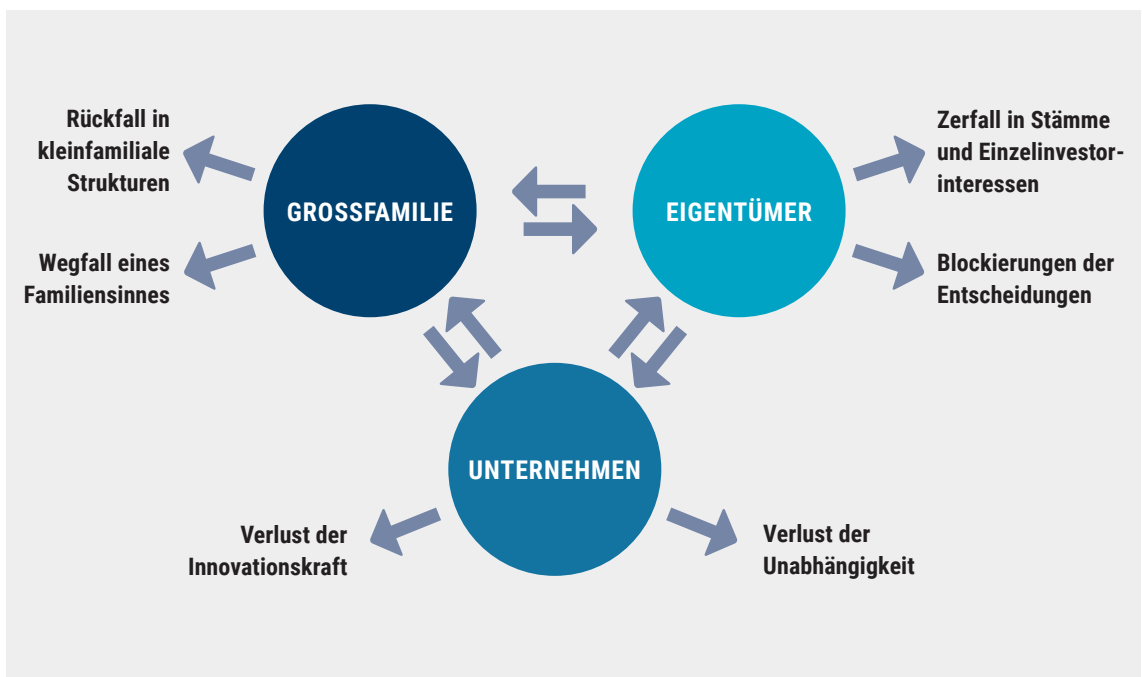 Rückfall in
kleinfamiliale
Strukturen
Wegfall eines
Familiensinnes
GROSSFAMILIE
EIGENTÜMER
Zerfall in Stämme
und Einzelinvestor-
interessen
Blockierungen der
Entscheidungen
UNTERNEHMEN
Verlust der
Innovationskraft
Verlust der
Unabhängigkeit